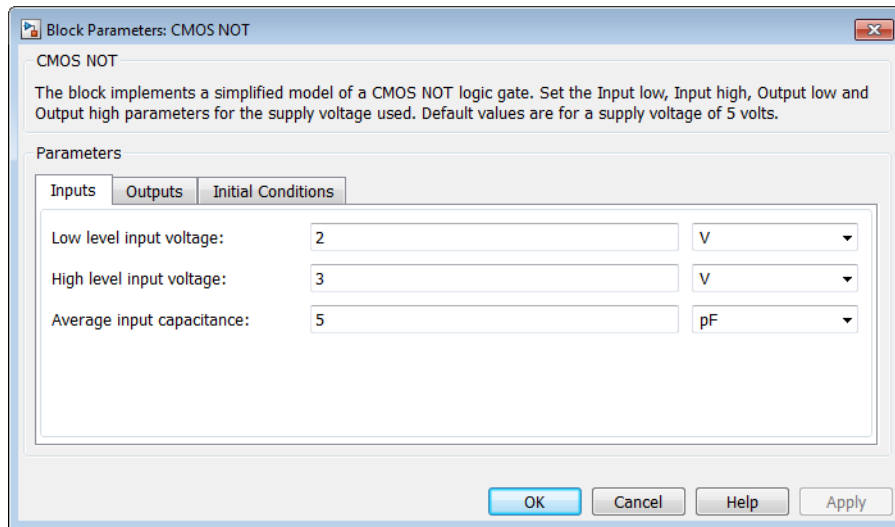 Block Parameters: CMOS NOT
CMOS NOT
The block implements a simplified model of a CMOS NOT logic gate. Set the Input low, Input high, Output low and
Output high parameters for the supply voltage used. Default values are for a supply voltage of 5 volts.
Parameters
Inputs Outputs Initial Conditions
Low level input voltage: 2 V
High level input voltage: 3 V
Average input capacitance: 5 pF
OK Cancel Help Apply